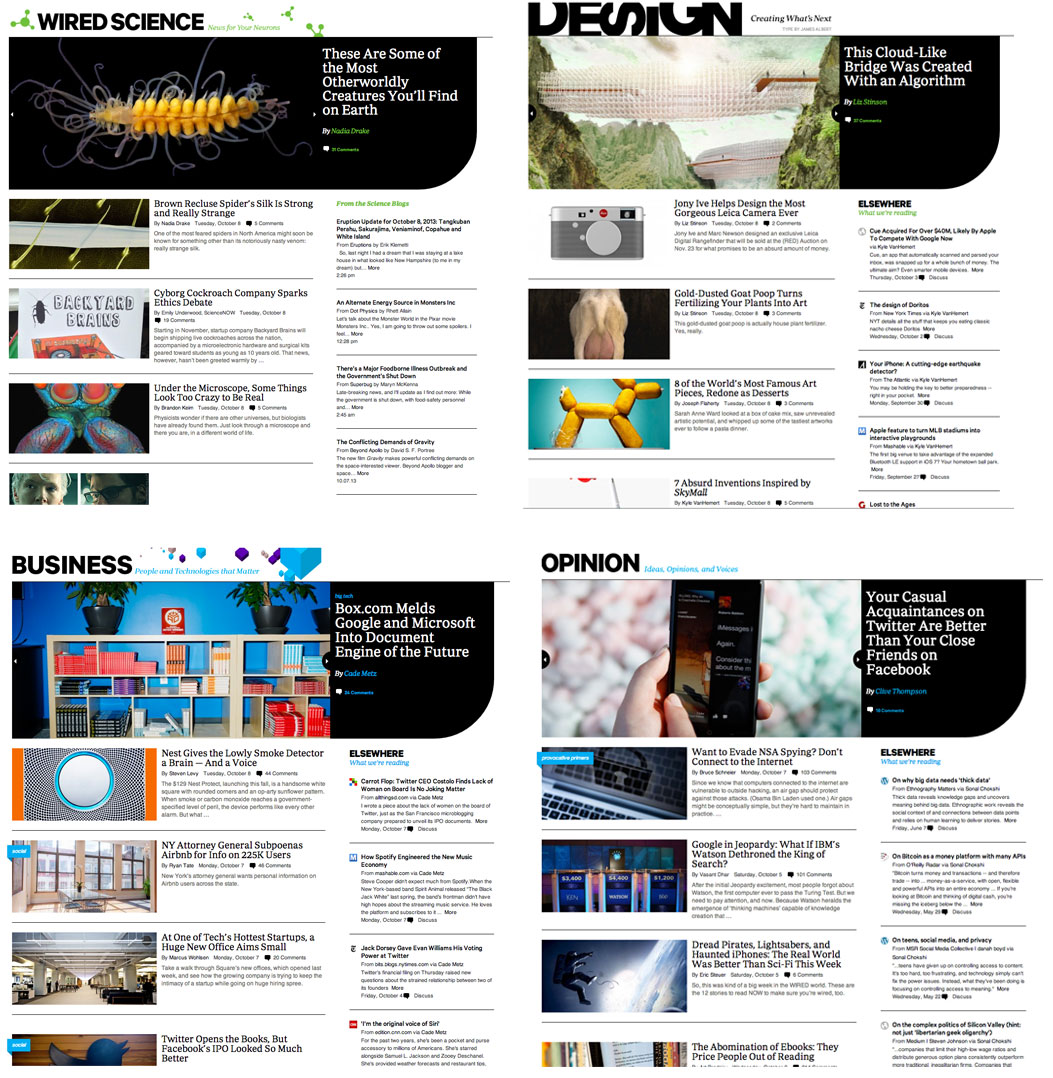 WIRED SCIENCE News for Your Neurons
These Are Some of
the Most
Otherworldly
Creatures You'll Find
on Earth
By Nadia Drake
31 Comments
Brown Recluse Spider's Silk Is Strong
and Really Strange
By Nadia Drake Tuesday, October 8 5 Comments
One of the most feared spiders in North America might soon be
known for something other than its notoriously nasty venom:
really strange silk.
BACKYARD
BRAINS
Cyborg Cockroach Company Sparks
Ethics Debate
By Emily Underwood, ScienceNOW Tuesday, October 8
19 Comments
Starting in November, startup company Backyard Brains will
begin shipping live cockroaches across the nation,
accompanied by a microelectronic hardware and surgical kits
geared toward students as young as 10 years old. That news,
however, hasn't been greeted warmly by ...
Under the Microscope, Some Things
Look Too Crazy to Be Real
By Brandon Keim Tuesday, October 8 5 Comments
Physicists wonder if there are other universes, but biologists
have already found them. Just look through a microscope and
there you are, in a different world of life.
From the Science Blogs
Eruption Update for October 8, 2013: Tangkuban
Perahu, Sakurajima, Veniaminof, Copahue and
White Island
From Eruptions by Erik Klemetti
So, last night I had a dream that I was staying at a lake
house in what looked like New Hampshire (to me in my
dream) but... More
2:26 pm
An Alternate Energy Source in Monsters Inc
From Dot Physics by Rhett Allain
Let's talk about the Monster World in the Pixar movie
Monsters Inc.. Yes, I am going to throw out some spoilers. I
feel... More
12:28 pm
There's a Major Foodborne Illness Outbreak and
the Government's Shut Down
From Superbug by Maryn McKenna
Late-breaking news, and I'll update as I find out more: While
the government is shut down, with food-safety personnel
and... More
2:45 am
The Conflicting Demands of Gravity
From Beyond Apollo by David S. F. Portree
The new film Gravity makes powerful conflicting demands on
the space-interested viewer. Beyond Apollo blogger and
space... More
10.07.13
DESIGN Creating What's Next
TYPE BY JAMES ALBERT
This Cloud-Like
Bridge Was Created
With an Algorithm
By Liz Stinson
37 Comments
Jony Ive Helps Design the Most
Gorgeous Leica Camera Ever
By Liz Stinson Tuesday, October 8 2 Comments
Jony Ive and Marc Newson designed an exclusive Leica
Digital Rangefinder that will be sold at the (RED) Auction on
Nov. 23 for what promises to be an absurd amount of money.
Gold-Dusted Goat Poop Turns
Fertilizing Your Plants Into Art
By Liz Stinson Tuesday, October 8 3 Comments
This gold-dusted goat poop is actually house plant fertilizer.
Yes, really.
8 of the World's Most Famous Art
Pieces, Redone as Desserts
By Joseph Flaherty Tuesday, October 8 3 Comments
Sarah Anne Ward looked at a box of cake mix, saw unrevealed
artistic potential, and whipped up some of the tastiest artworks
ever to follow a pasta dinner.
7 Absurd Inventions Inspired by
SkyMall
By Kyle VanHemert Tuesday, October 8 5 Comments
ELSEWHERE
What we're reading
Cue Acquired For Over $40M, Likely By Apple
To Compete With Google Now
via Kyle VanHemert
Cue, an app that automatically scanned and parsed your
inbox, was snapped up for a whole bunch of money. The
ultimate aim? Even smarter mobile devices. More
Thursday, October 3 Discuss
The design of Doritos
From New York Times via Kyle VanHemert
NYT details all the stuff that keeps you eating classic
nacho cheese Doritos More
Wednesday, October 2 Discuss
Your iPhone: A cutting-edge earthquake
detector?
From The Atlantic via Kyle VanHemert
You may be holding the key to better preparedness --
right in your pocket. More
Monday, September 30 Discuss
Apple feature to turn MLB stadiums into
interactive playgrounds
From Mashable via Kyle VanHemert
The first big venue to take advantage of the expanded
Bluetooth LE support in iOS 7? Your hometown ball park.
More
Friday, September 27 Discuss
Lost to the Ages
BUSINESS People and Technologies that Matter
big tech
Box.com Melds
Google and Microsoft
Into Document
Engine of the Future
By Cade Metz
24 Comments
Nest Gives the Lowly Smoke Detector
a Brain — And a Voice
By Steven Levy Tuesday, October 8 44 Comments
The $129 Nest Protect, launching this fall, is a handsome white
square with rounded corners and an op-arty sunflower pattern.
When smoke or carbon monoxide reaches a government-
specified level of peril, the device performs like every other
alarm. But what ...
social
NY Attorney General Subpoenas
Airbnb for Info on 225K Users
By Ryan Tate Monday, October 7 46 Comments
New York's attorney general wants personal information on
Airbnb users across the state.
At One of Tech's Hottest Startups, a
Huge New Office Aims Small
By Marcus Wohlsen Monday, October 7 20 Comments
Take a walk through Square's new offices, which opened last
week, and see how the growing company is trying to keep the
intimacy of a startup while going on huge hiring spree.
social
Twitter Opens the Books, But
Facebook's IPO Looked So Much
Better
ELSEWHERE
What we're reading
Carrot Flop: Twitter CEO Costolo Finds Lack of
Woman on Board Is No Joking Matter
From allthingsd.com via Cade Metz
I wrote a piece about the lack of women on the board of
Twitter, just as the San Francisco microblogging
company prepared to unveil its IPO documents. More
Monday, October 7 Discuss
How Spotify Engineered the New Music
Economy
From mashable.com via Cade Metz
Steve Cooper didn't expect much from Spotify. When the
New York-based band Spirit Animal released "The Black
Jack White" last spring, the band's frontman didn't have
high hopes about the streaming music service. He loves
the platform and subscribes to it ... More
Monday, October 7 Discuss
Jack Dorsey Gave Evan Williams His Voting
Power at Twitter
From bits.blogs.nytimes.com via Cade Metz
Twitter's financial filing on Thursday raised new
questions about the strained relationship between two of
its founders More
Friday, October 4 Discuss
'I'm the original voice of Siri'
From edition.cnn.com via Cade Metz
For the past two years, she's been a pocket and purse
accessory to millions of Americans. She's starred
alongside Samuel L. Jackson and Zooey Deschanel.
She's provided weather forecasts and restaurant tips,
OPINION Ideas, Opinions, and Voices
Your Casual
Acquaintances on
Twitter Are Better
Than Your Close
Friends on
Facebook
By Clive Thompson
18 Comments
provocative primers
Want to Evade NSA Spying? Don't
Connect to the Internet
By Bruce Schneier Monday, October 7 103 Comments
Since we know that computers connected to the internet are
vulnerable to outside hacking, an air gap should protect
against those attacks. (Osama Bin Laden used one.) Air gaps
might be conceptually simple, but they're hard to maintain in
practice: ...
$3,400
$4,400
$1,200
KEN
WATSON
Google in Jeopardy: What If IBM's
Watson Dethroned the King of
Search?
By Vasant Dhar Saturday, October 5 101 Comments
After the initial Jeopardy excitement, most people forgot about
Watson, the first computer ever to pass the Turing Test. But we
need to pay attention, and now. Because Watson heralds the
emergence of 'thinking machines' capable of knowledge
creation that ...
Dread Pirates, Lightsabers, and
Haunted iPhones: The Real World
Was Better Than Sci-Fi This Week
By Eric Steuer Saturday, October 5 6 Comments
So, this was kind of a big week in the WIRED world. These are
the 12 stories to read NOW to make sure you're wired, too.
The Abomination of Ebooks: They
Price People Out of Reading
ELSEWHERE
What we're reading
On why big data needs 'thick data'
From Ethnography Matters via Sonal Chokshi
Thick data reveals knowledge gaps and uncovers
meaning behind big data. Ethnographic work reveals the
social context of and connections between data points
and relies on human learning to deliver stories. More
Friday, June 7 Discuss
On Bitcoin as a money platform with many APIs
From O'Reilly Radar via Sonal Chokshi
"Bitcoin turns money and transactions -- and therefore
trade -- into ... money-as-a-service, with open, flexible
and powerful APIs into an entire economy ... If you're
looking at Bitcoin and thinking of digital cash, you're
missing the iceberg below the ... More
Wednesday, May 29 Discuss
On teens, social media, and privacy
From MSR Social Media Collective I danah boyd via
Sonal Chokshi
"...teens have given up on controlling access to content.
It's too hard, too frustrating, and technology simply can't
fix the power issues. Instead, what they've been doing is
focusing on controlling access to meaning." More
Wednesday, May 22 Discuss
On the complex politics of Silicon Valley (hint:
not just 'libertarian geek oligarchy')
From Medium I Steven Johnson via Sonal Chokshi
"...companies that limit their high-low wage ratios and
distribute generous option plans consistently outperform
more traditional, inegalitarian firms. Companies that